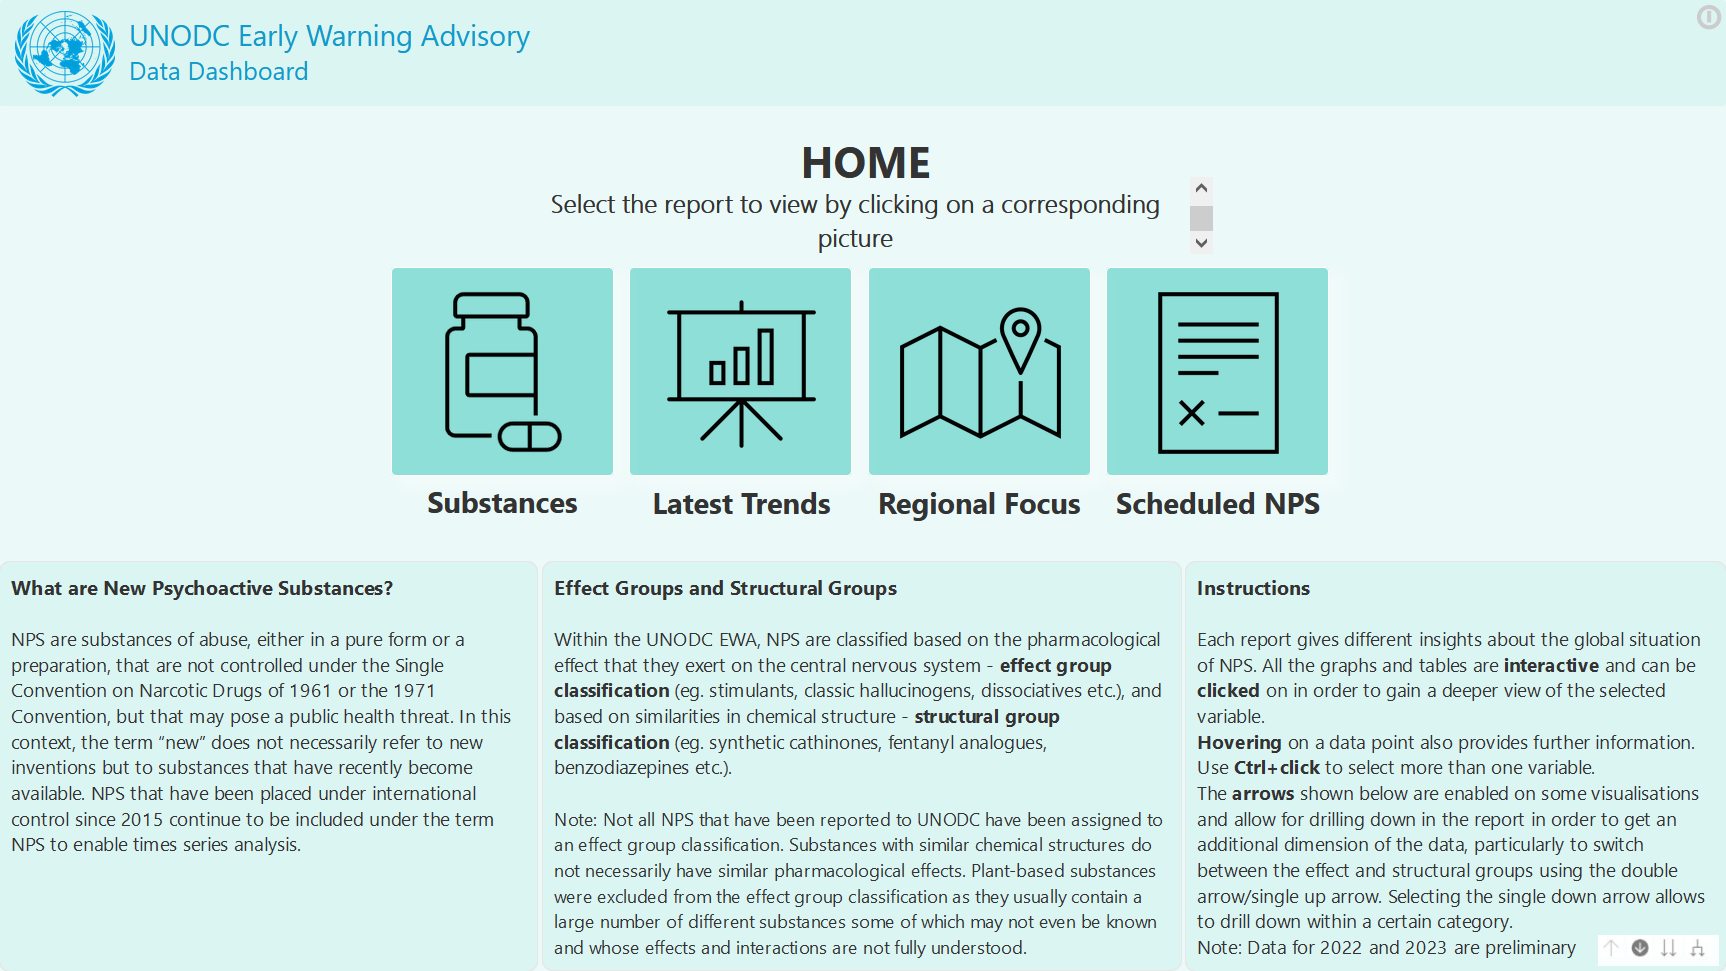 UNODC Early Warning Advisory
Data Dashboard
HOME
Select the report to view by clicking on a corresponding
picture
Substances
Latest Trends
Regional Focus
Scheduled NPS
What are New Psychoactive Substances?
NPS are substances of abuse, either in a pure form or a
preparation, that are not controlled under the Single
Convention on Narcotic Drugs of 1961 or the 1971
Convention, but that may pose a public health threat. In this
context, the term “new” does not necessarily refer to new
inventions but to substances that have recently become
available. NPS that have been placed under international
control since 2015 continue to be included under the term
NPS to enable times series analysis.
Effect Groups and Structural Groups
Within the UNODC EWA, NPS are classified based on the pharmacological
effect that they exert on the central nervous system - effect group
classification (eg. stimulants, classic hallucinogens, dissociatives etc.), and
based on similarities in chemical structure - structural group
classification (eg. synthetic cathinones, fentanyl analogues,
benzodiazepines etc.).
Note: Not all NPS that have been reported to UNODC have been assigned to
an effect group classification. Substances with similar chemical structures do
not necessarily have similar pharmacological effects. Plant-based substances
were excluded from the effect group classification as they usually contain a
large number of different substances some of which may not even be known
and whose effects and interactions are not fully understood.
Instructions
Each report gives different insights about the global situation
of NPS. All the graphs and tables are interactive and can be
clicked on in order to gain a deeper view of the selected
variable.
Hovering on a data point also provides further information.
Use Ctrl+click to select more than one variable.
The arrows shown below are enabled on some visualisations
and allow for drilling down in the report in order to get an
additional dimension of the data, particularly to switch
between the effect and structural groups using the double
arrow/single up arrow. Selecting the single down arrow allows
to drill down within a certain category.
Note: Data for 2022 and 2023 are preliminary